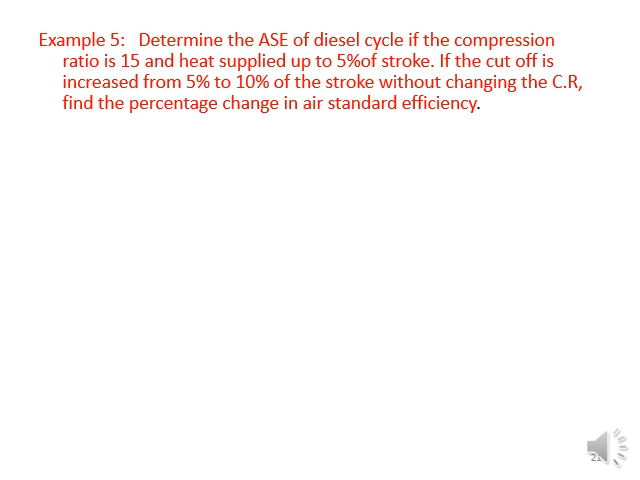 Example 5: Determine the ASE of diesel cycle if the compression
ratio is 15 and heat supplied up to 5%of stroke. If the cut off is
increased from 5% to 10% of the stroke without changing the C.R,
find the percentage change in air standard efficiency.